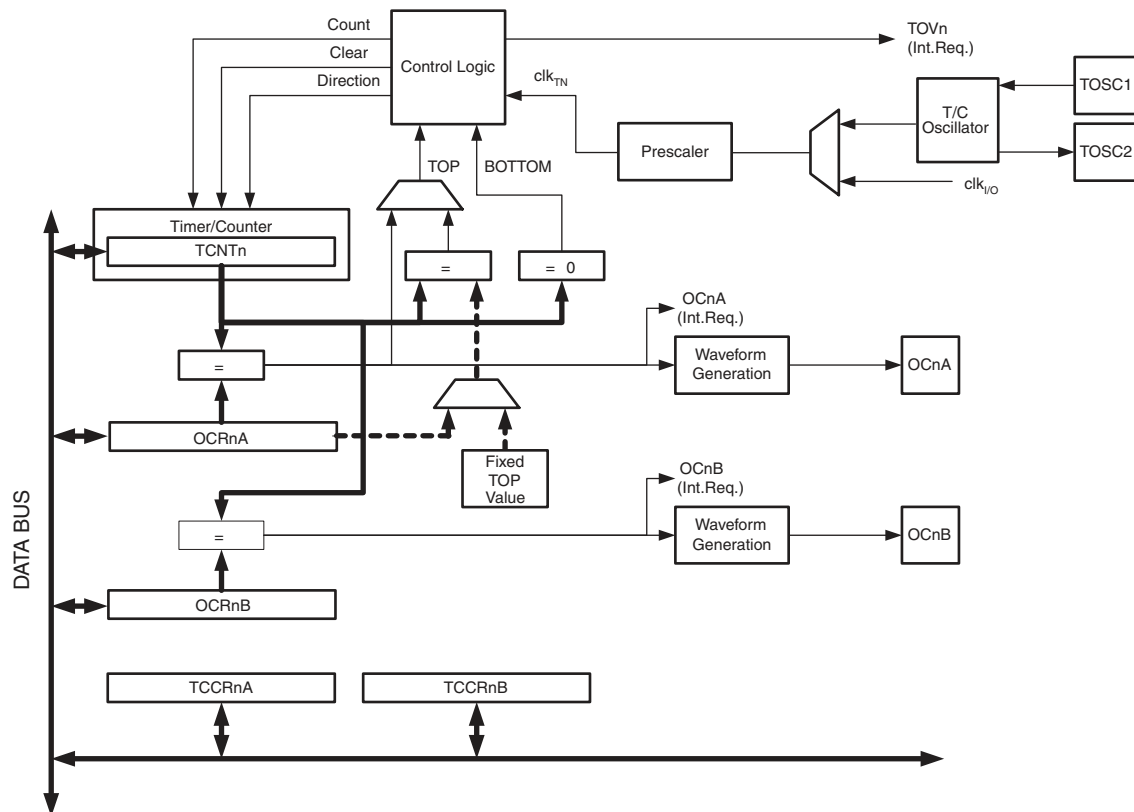 Count
Clear
Direction
Control Logic
TOVn
(Int.Req.)
clkTN
TOSC1
T/C
Oscillator
Prescaler
TOSC2
TOP
BOTTOM
clkI/O
Timer/Counter
TCNTn
=
= 0
OCnA
(Int.Req.)
=
Waveform
Generation
OCnA
OCRnA
Fixed
TOP
Value
OCnB
(Int.Req.)
=
Waveform
Generation
OCnB
DATA BUS
OCRnB
TCCRnA
TCCRnB